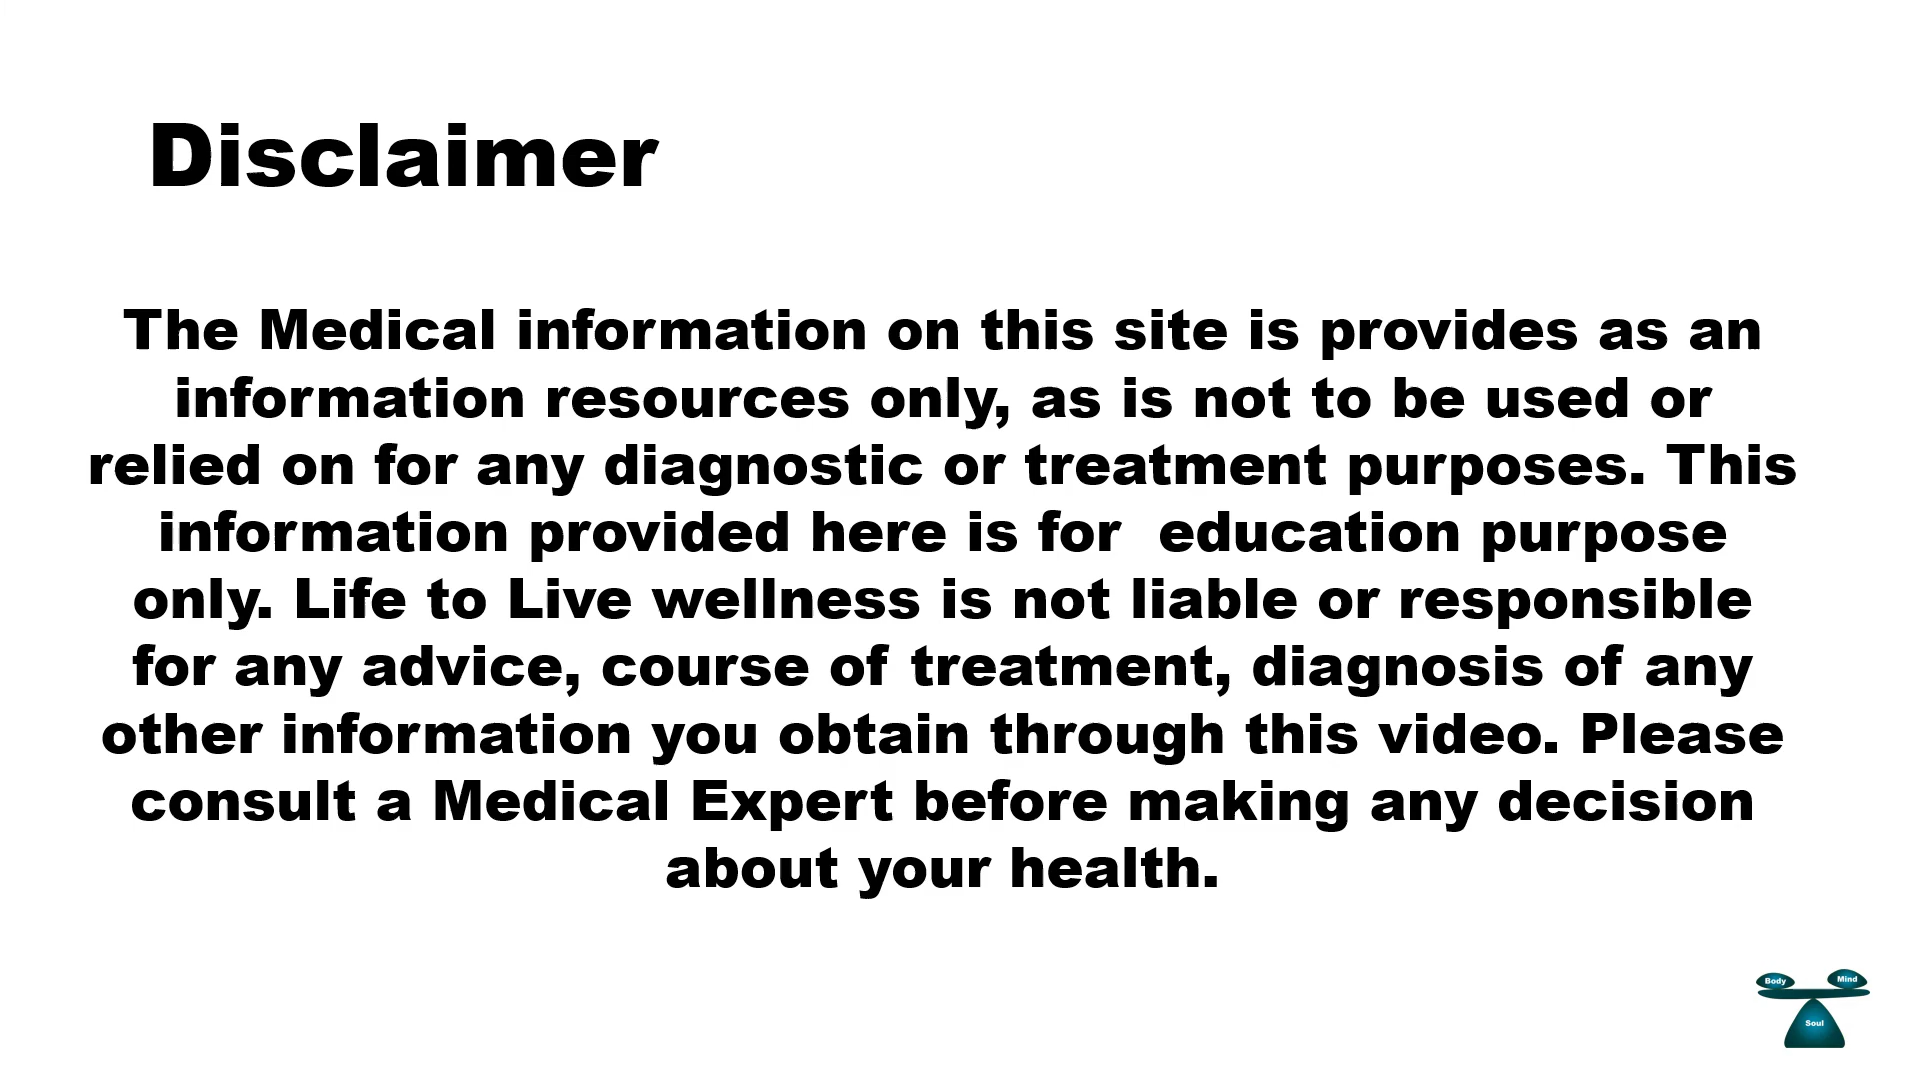 Disclaimer
The Medical information on this site is provides as an
information resources only, as is not to be used or
relied on for any diagnostic or treatment purposes. This
information provided here is for  education purpose
only. Life to Live wellness is not liable or responsible
for any advice, course of treatment, diagnosis of any
other information you obtain through this video. Please
consult a Medical Expert before making any decision
about your health.
Body
Mind
Soul